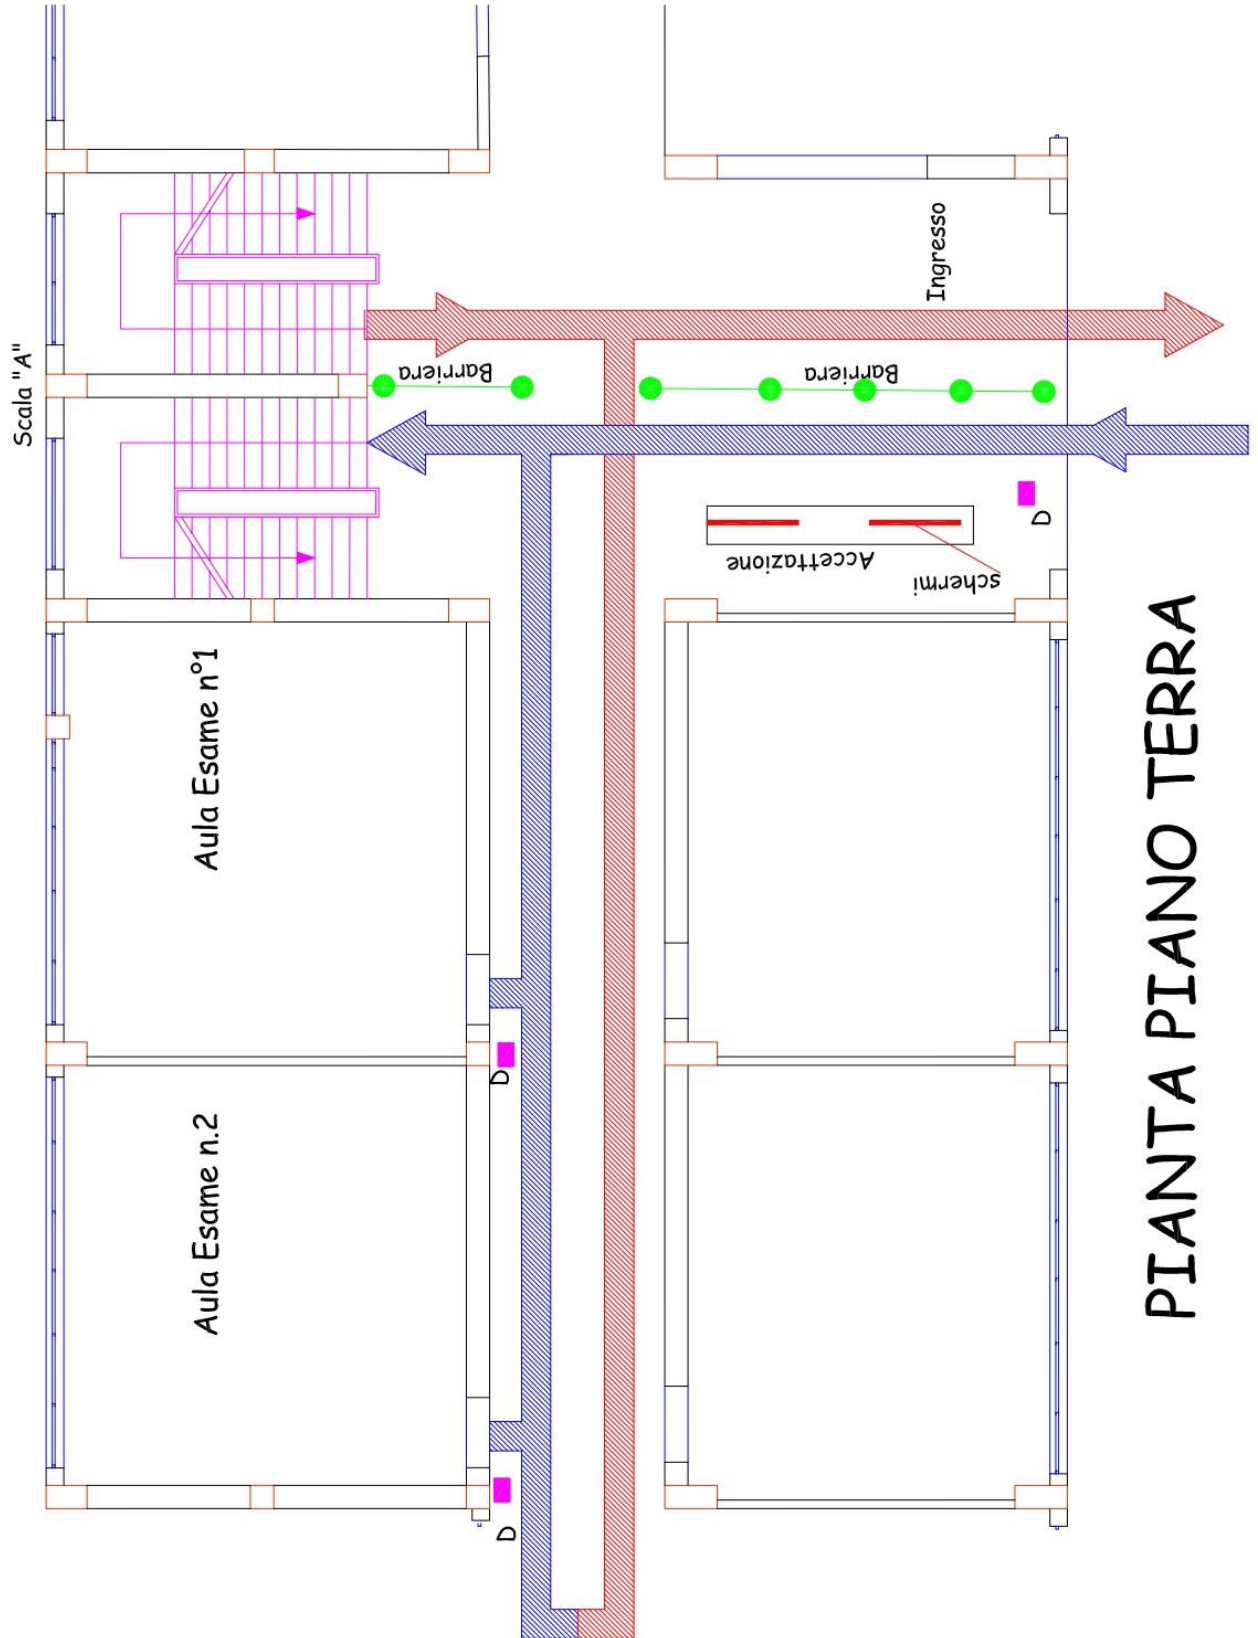 Scala "A"
Ingresso
Barriera
Barriera
D
Accettazione
schermi
Aula Esame n°1
D
Aula Esame n.2
D
PIANTA PIANO TERRA